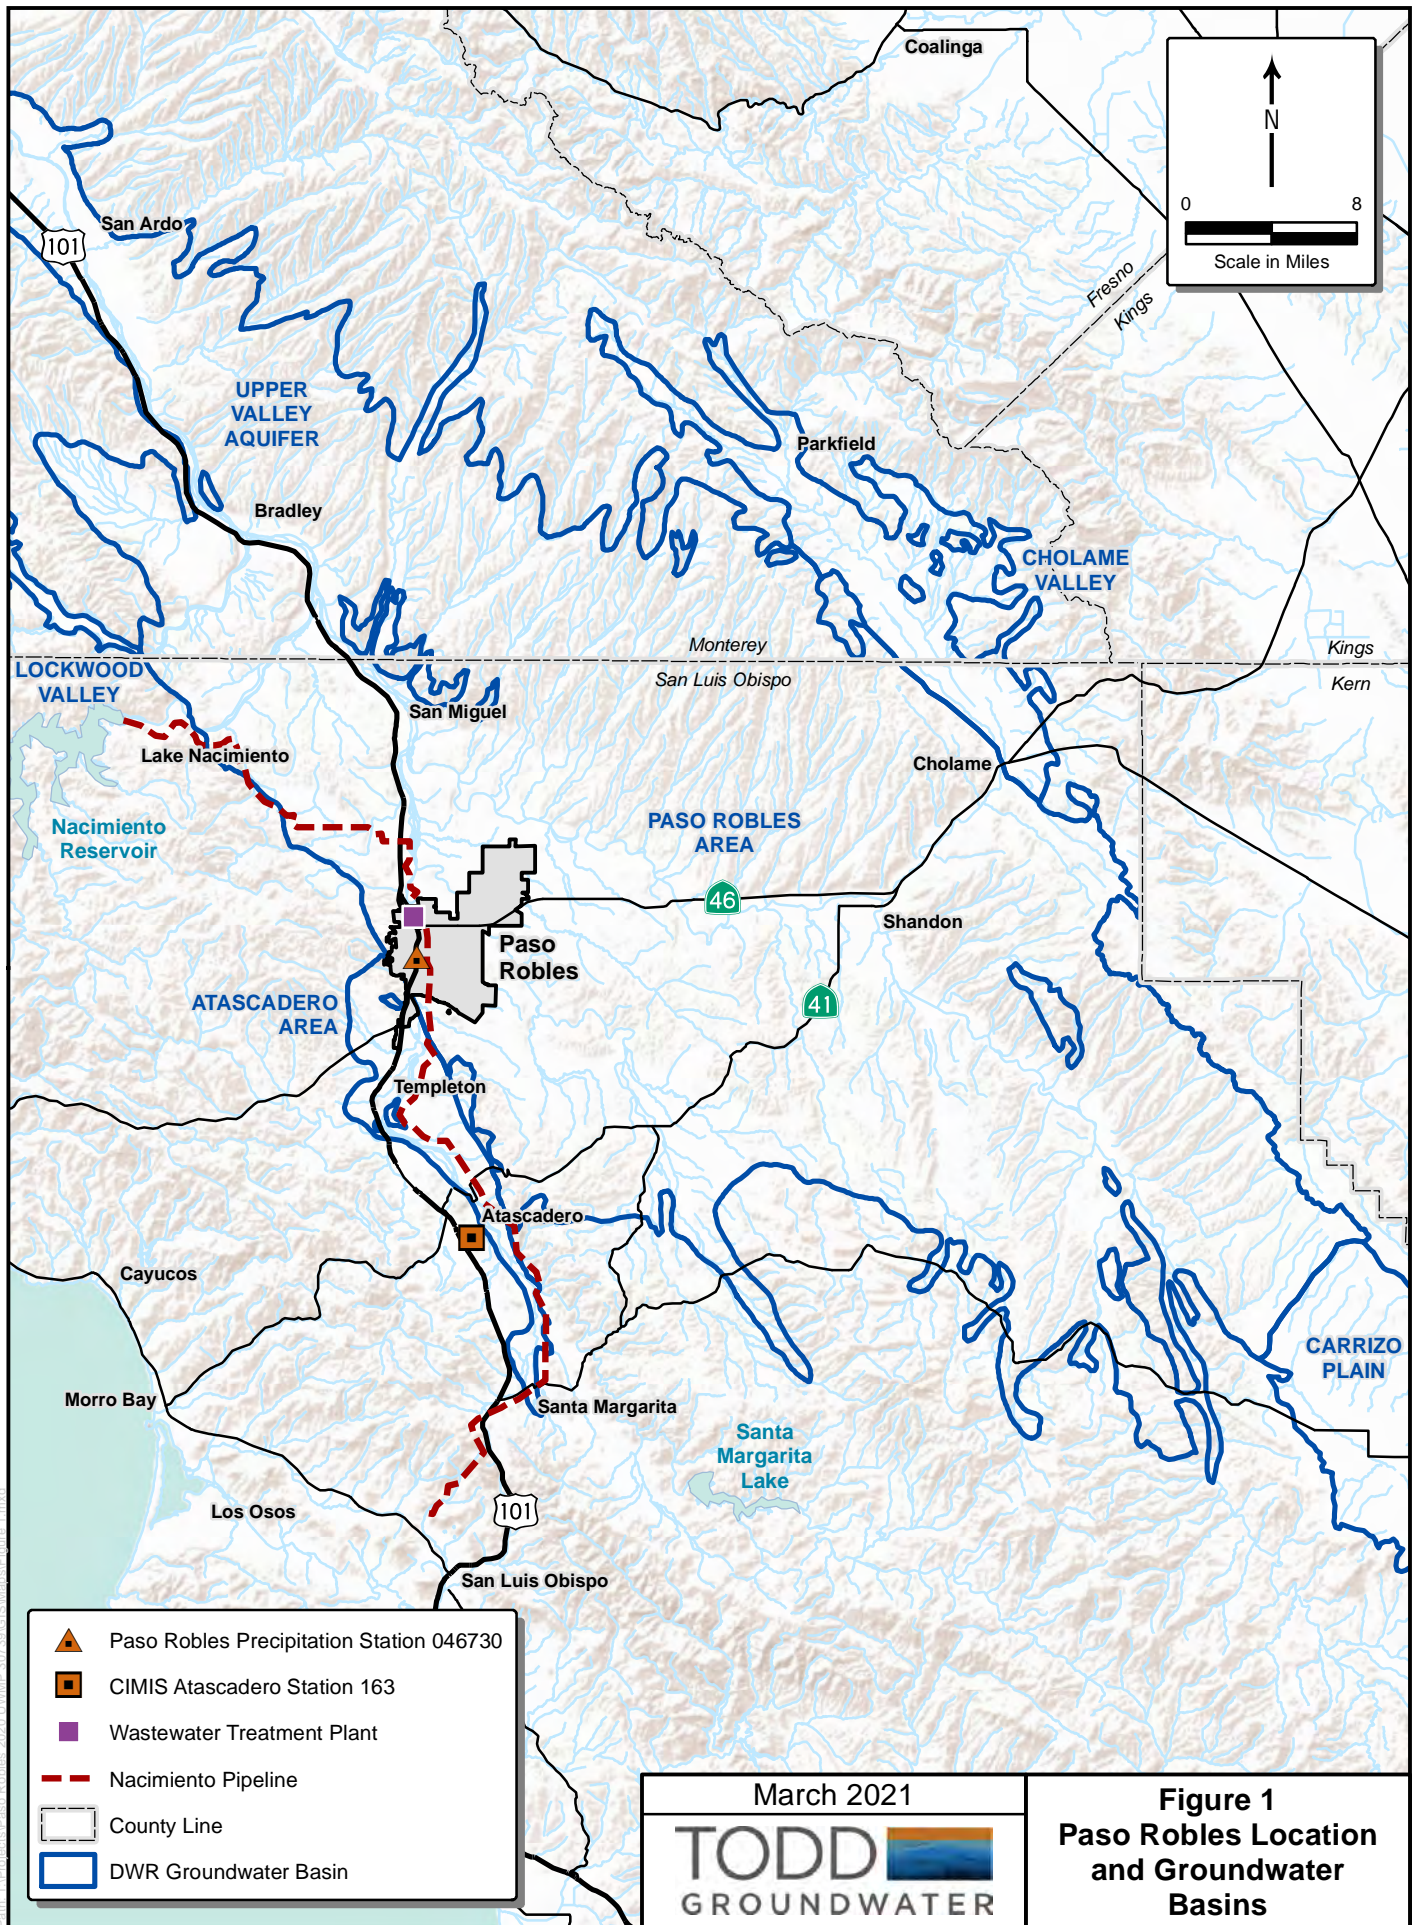 Coalinga
N
0 8
Scale in Miles
San Ardo
101
Fresno
Kings
UPPER
VALLEY
AQUIFER
Parkfield
Bradley
CHOLAME
VALLEY
Monterey
San Luis Obispo
Kings
Kern
LOCKWOOD
VALLEY
San Miguel
Lake Nacimiento
Cholame
Nacimiento
Reservoir
PASO ROBLES
AREA
46
Shandon
Paso
Robles
ATASCADERO
AREA
41
Templeton
Atascadero
Cayucos
CARRIZO
PLAIN
Morro Bay
Santa Margarita
Santa
Margarita
Lake
Los Osos
101
San Luis Obispo
Paso Robles Precipitation Station 046730
CIMIS Atascadero Station 163
Wastewater Treatment Plant
Nacimiento Pipeline
County Line
DWR Groundwater Basin
March 2021
TODD
GROUNDWATER
Figure 1
Paso Robles Location
and Groundwater
Basins